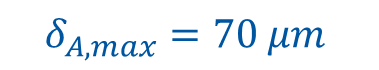 δ_{A,max} = 70 μm